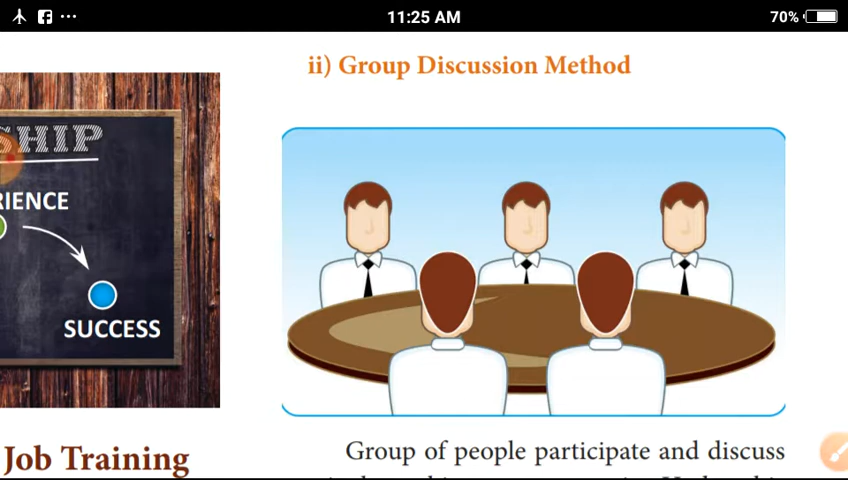 11:25 AM
70%
ii) Group Discussion Method
SHIP
RIENCE
SUCCESS
Job Training
Group of people participate and discuss